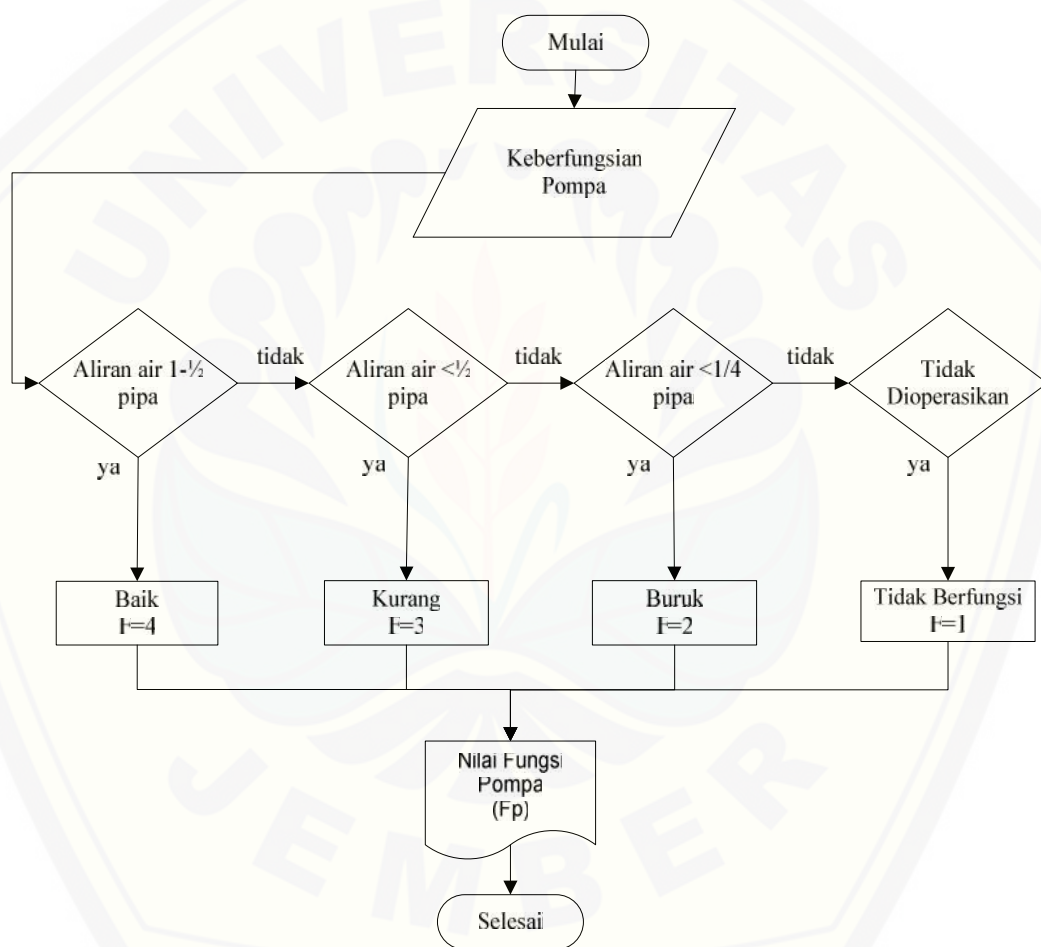 UNIVERSITAS
Mulai
Keberfungsian
Pompa
Aliran air 1-½
pipa
tidak
Aliran air <½
pipa
tidak
Aliran air <1/4
pipa
tidak
Tidak
Dioperasikan
ya
ya
ya
ya
Baik
F=4
Kurang
F=3
Buruk
F=2
Tidak Berfungsi
F=1
Nilai Fungsi
Pompa
(Fp)
Selesai
JEMBER